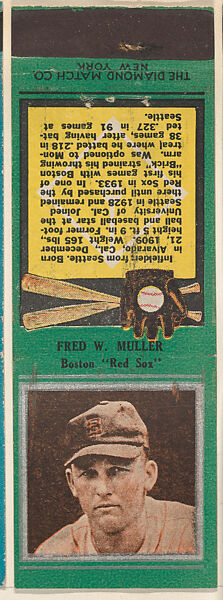 THE DIAMOND MATCH CO.
NEW YORK
Infielder; from Seattle. Born
in Alvarado, Cal., December
21, 1909. Weight 165 lbs.,
height 5 ft. 9 in. Former foot-
ball and baseball star at the
University of Cal. Joined
Seattle 1928 and remained
there until purchased by the
Red Sox in 1933. In one of
his first games with Boston
"Brick" strained his throwing
arm. Was optioned to Mon-
treal where he batted .218 in
38 games, after having bat-
ted .327 in 91 games at
Seattle.
FRED W. MULLER
Boston "Red Sox"
B